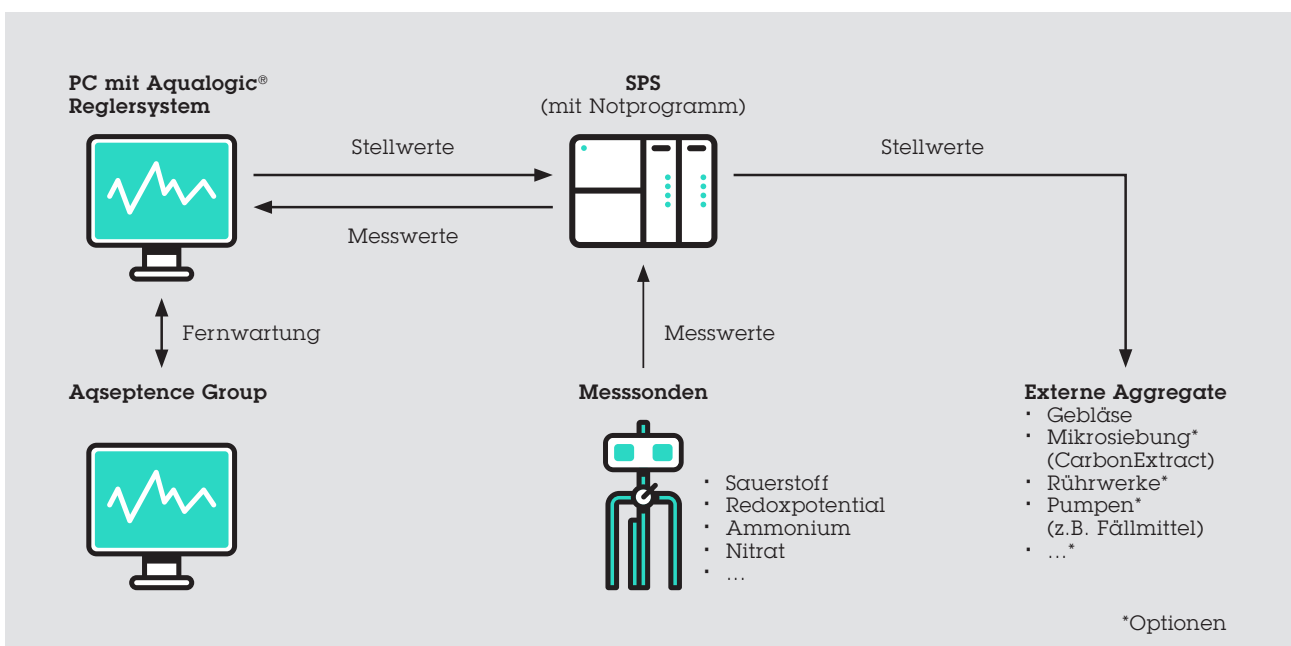 PC mit Aqualogic®
Reglersystem
SPS
(mit Notprogramm)
Stellwerte
Stellwerte
Messwerte
Fernwartung
Messwerte
Aqseptence Group
Messsonden
· Sauerstoff
· Redoxpotential
· Ammonium
· Nitrat
· ...
Externe Aggregate
· Gebläse
· Mikrosiebung*
(CarbonExtract)
· Rührwerke*
· Pumpen*
(z.B. Fällmittel)
· ...*
*Optionen